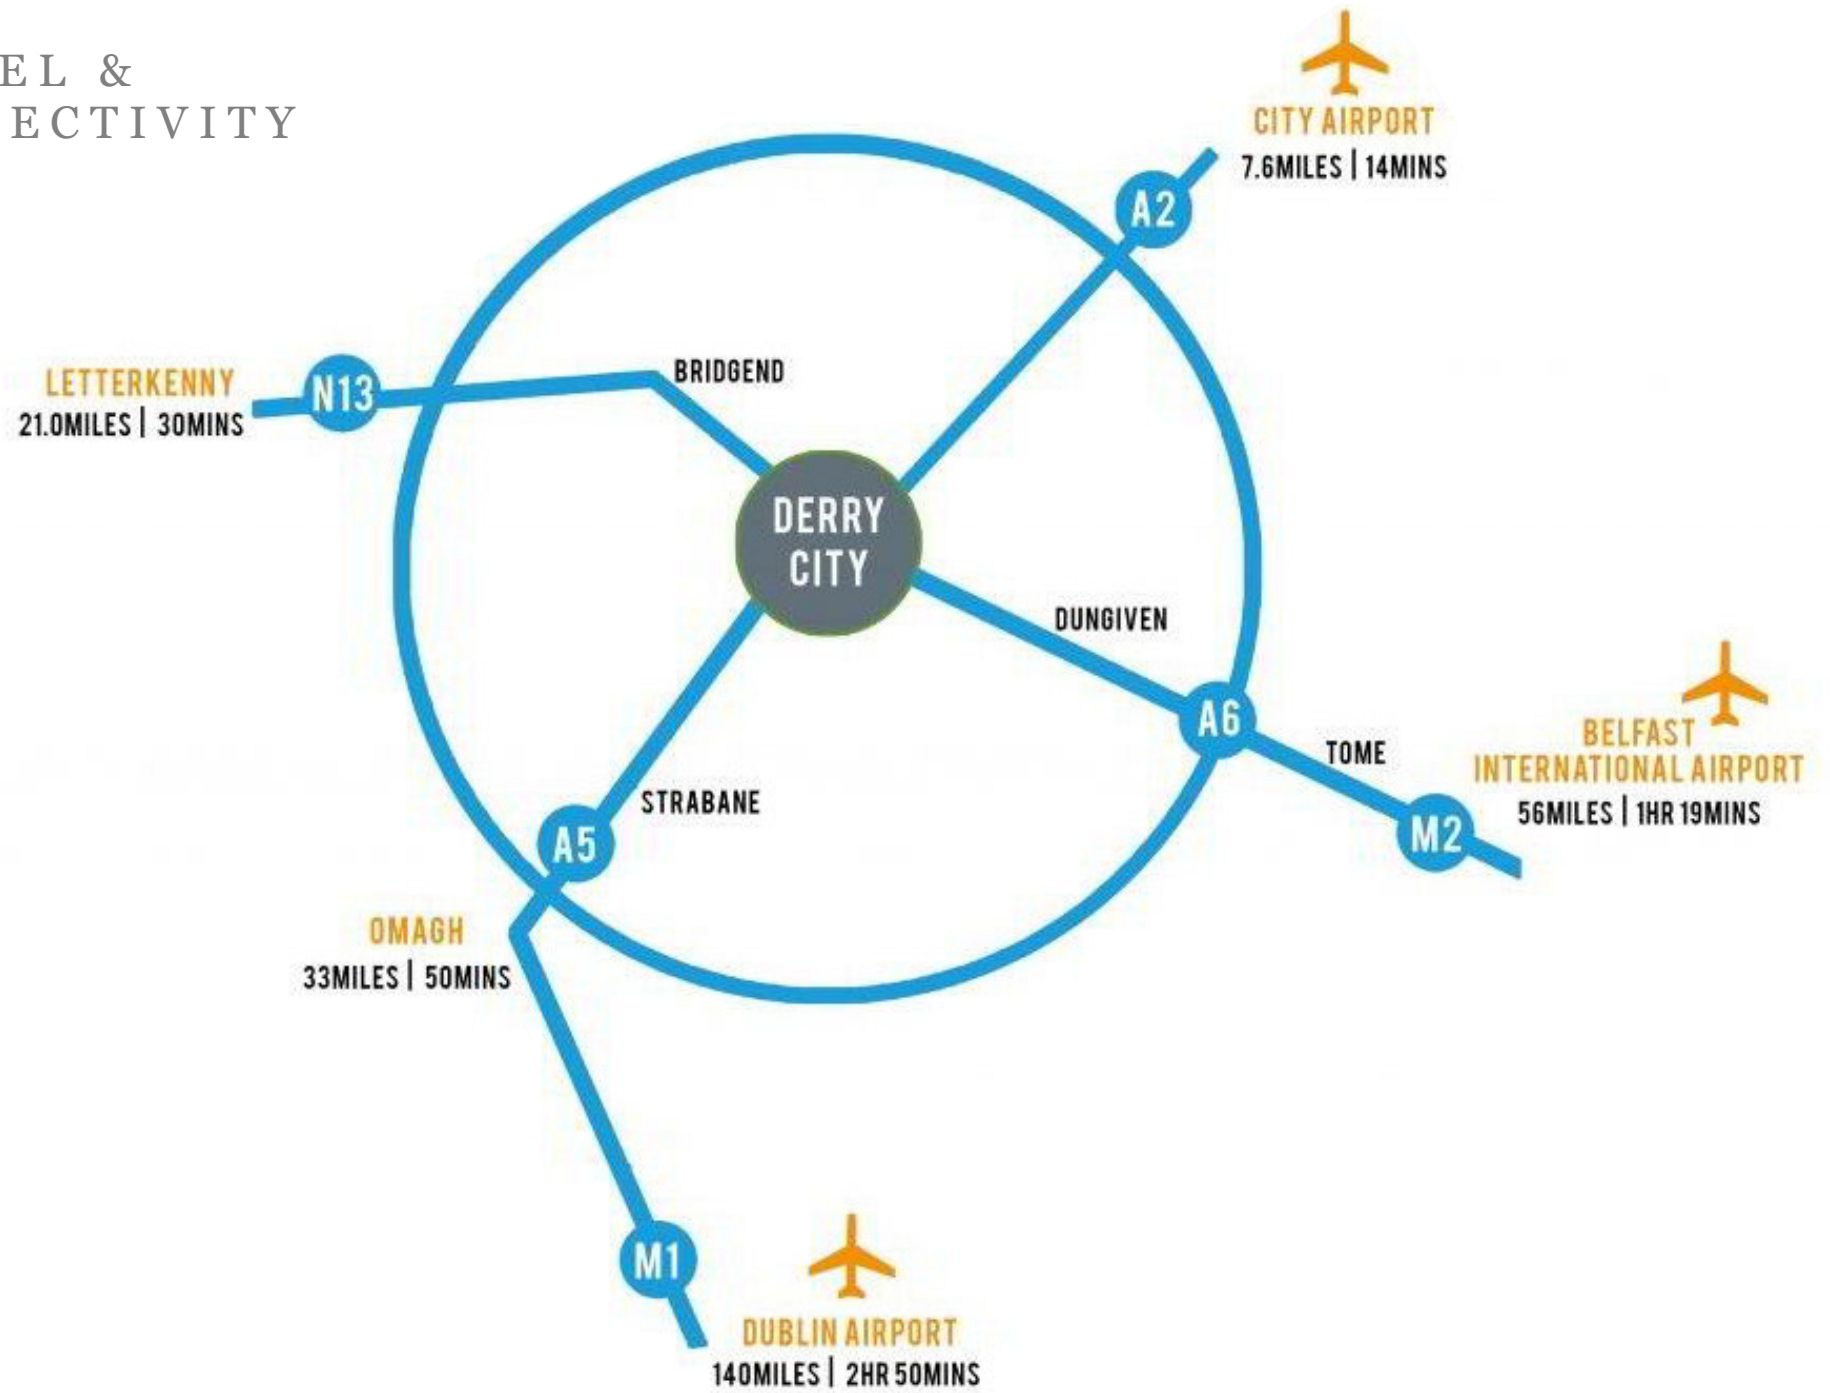 EL &
ECTIVITY
CITY AIRPORT
7.6MILES | 14MINS
A2
LETTERKENNY
21.0MILES | 30MINS
N13
BRIDGEND
DERRY
CITY
DUNGIVEN
A6
TOME
BELFAST
INTERNATIONAL AIRPORT
56MILES | 1HR 19MINS
M2
STRABANE
A5
OMAGH
33MILES | 50MINS
M1
DUBLIN AIRPORT
140MILES | 2HR 50MINS